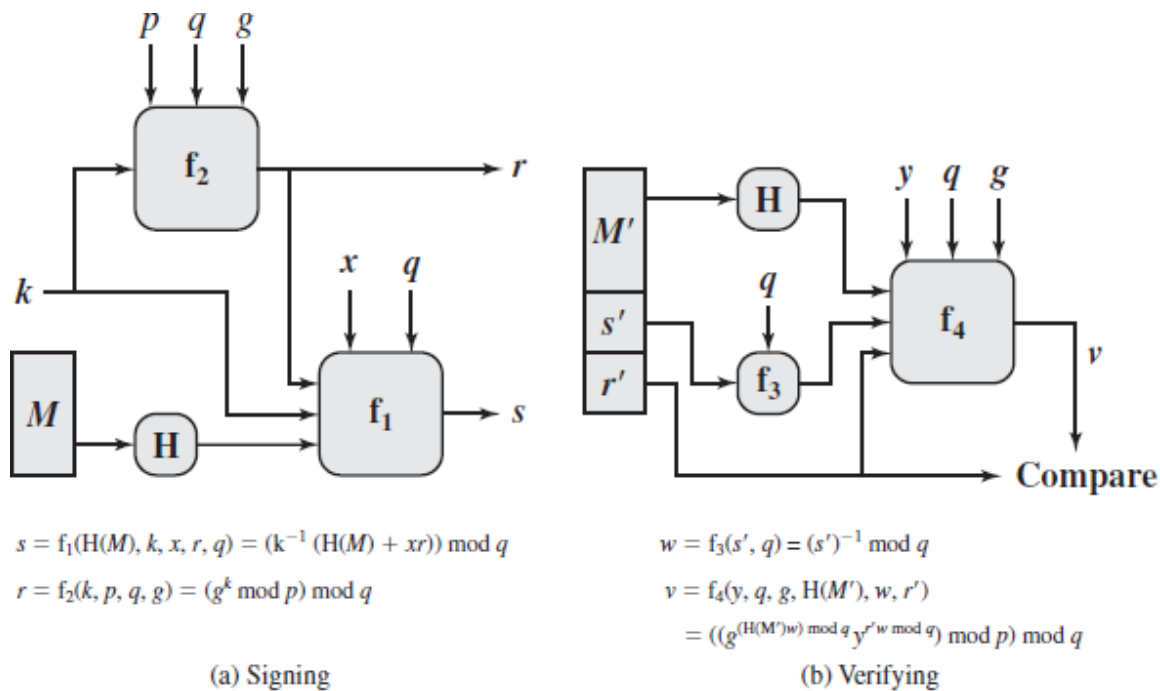 p q g
f₂
r
k
x q
M
H
f₁
s
s = f₁(H(M), k, x, r, q) = (k⁻¹ (H(M) + xr)) mod q
r = f₂(k, p, q, g) = (gᵏ mod p) mod q
(a) Signing
y q g
M′
H
q
s′
f₄
r′
f₃
v
Compare
w = f₃(s′, q) = (s′)⁻¹ mod q
v = f₄(y, q, g, H(M′), w, r′)
= ((g^(H(M′)w) mod q y^r′w mod q) mod p) mod q
(b) Verifying